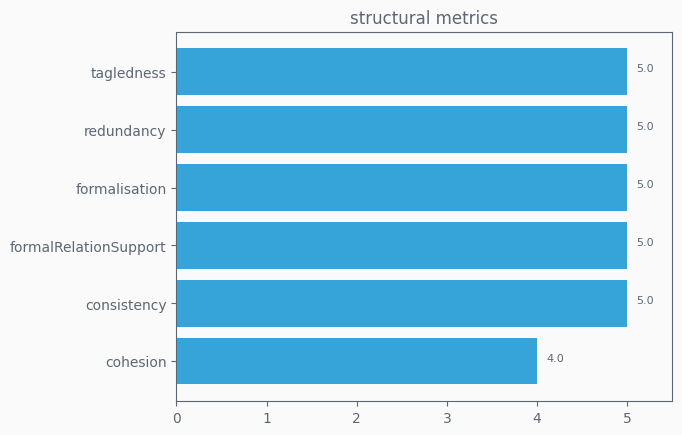 structural metrics
tagledness
5.0
redundancy
5.0
formalisation
5.0
formalRelationSupport
5.0
consistency
5.0
cohesion
4.0
0 1 2 3 4 5